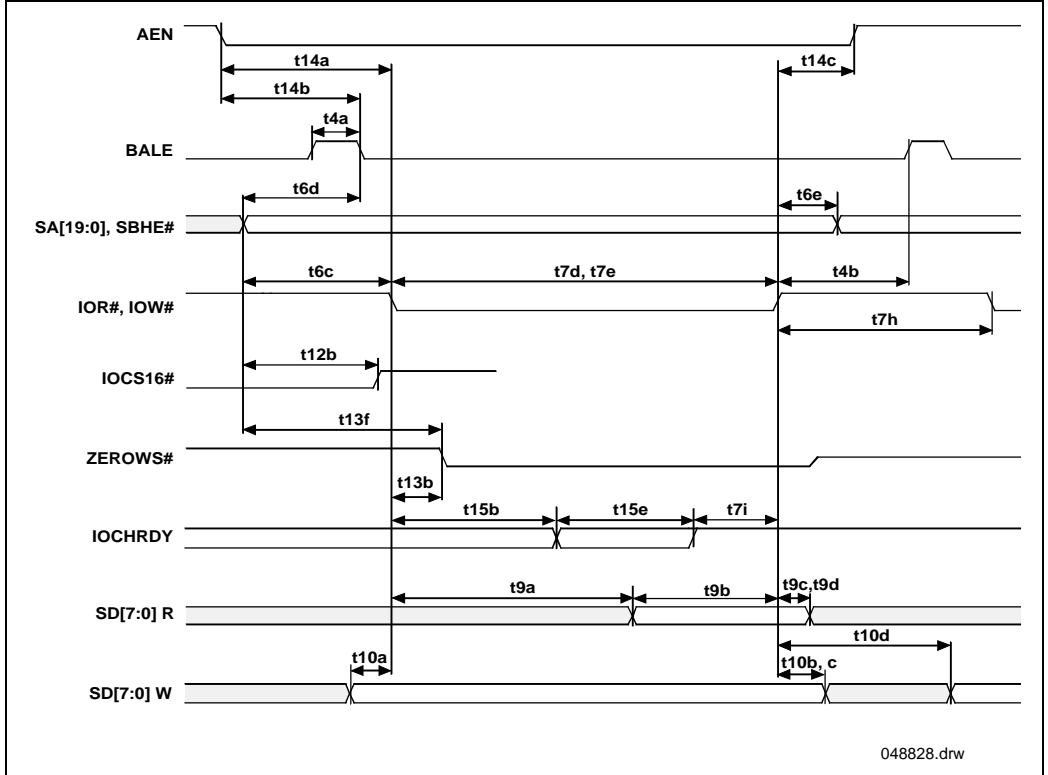 AEN
t14a
t14c
t14b
t4a
BALE
t6d
t6e
SA[19:0], SBHE#
t6c
t7d, t7e
t4b
IOR#, IOW#
t7h
t12b
IOCS16#
t13f
ZEROWS#
t13b
t15b
t15e
t7i
IOCHRDY
t9a
t9b
t9c,t9d
SD[7:0] R
t10d
t10a
t10b, c
SD[7:0] W
048828.drw